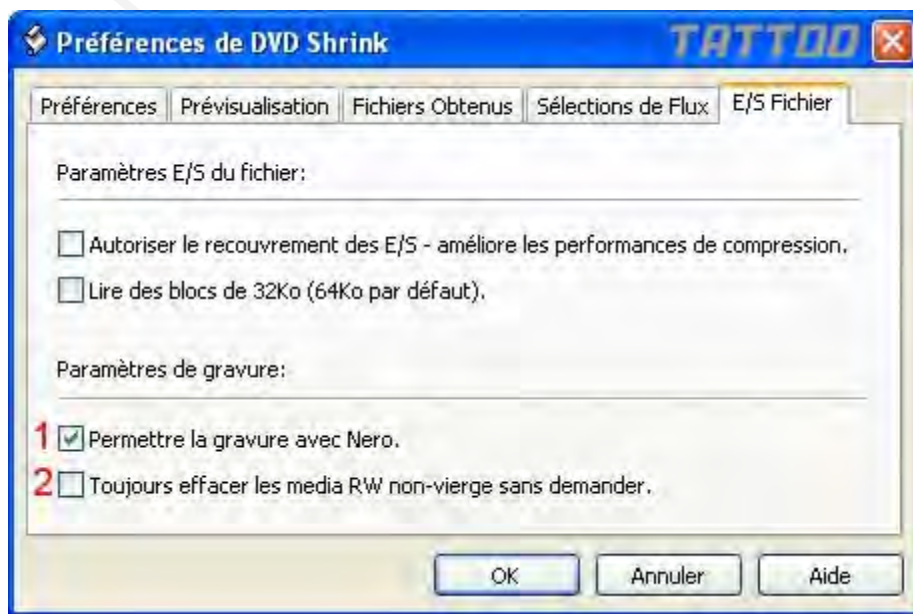 Préférences de DVD Shrink TATTOO
Préférences Prévisualisation Fichiers Obtenus Sélections de Flux E/S Fichier
Paramètres E/S du fichier:
Autoriser le recouvrement des E/S - améliore les performances de compression.
Lire des blocs de 32Ko (64Ko par défaut).
Paramètres de gravure:
1 Permettre la gravure avec Nero.
2 Toujours effacer les media RW non-vierge sans demander.
OK Annuler Aide